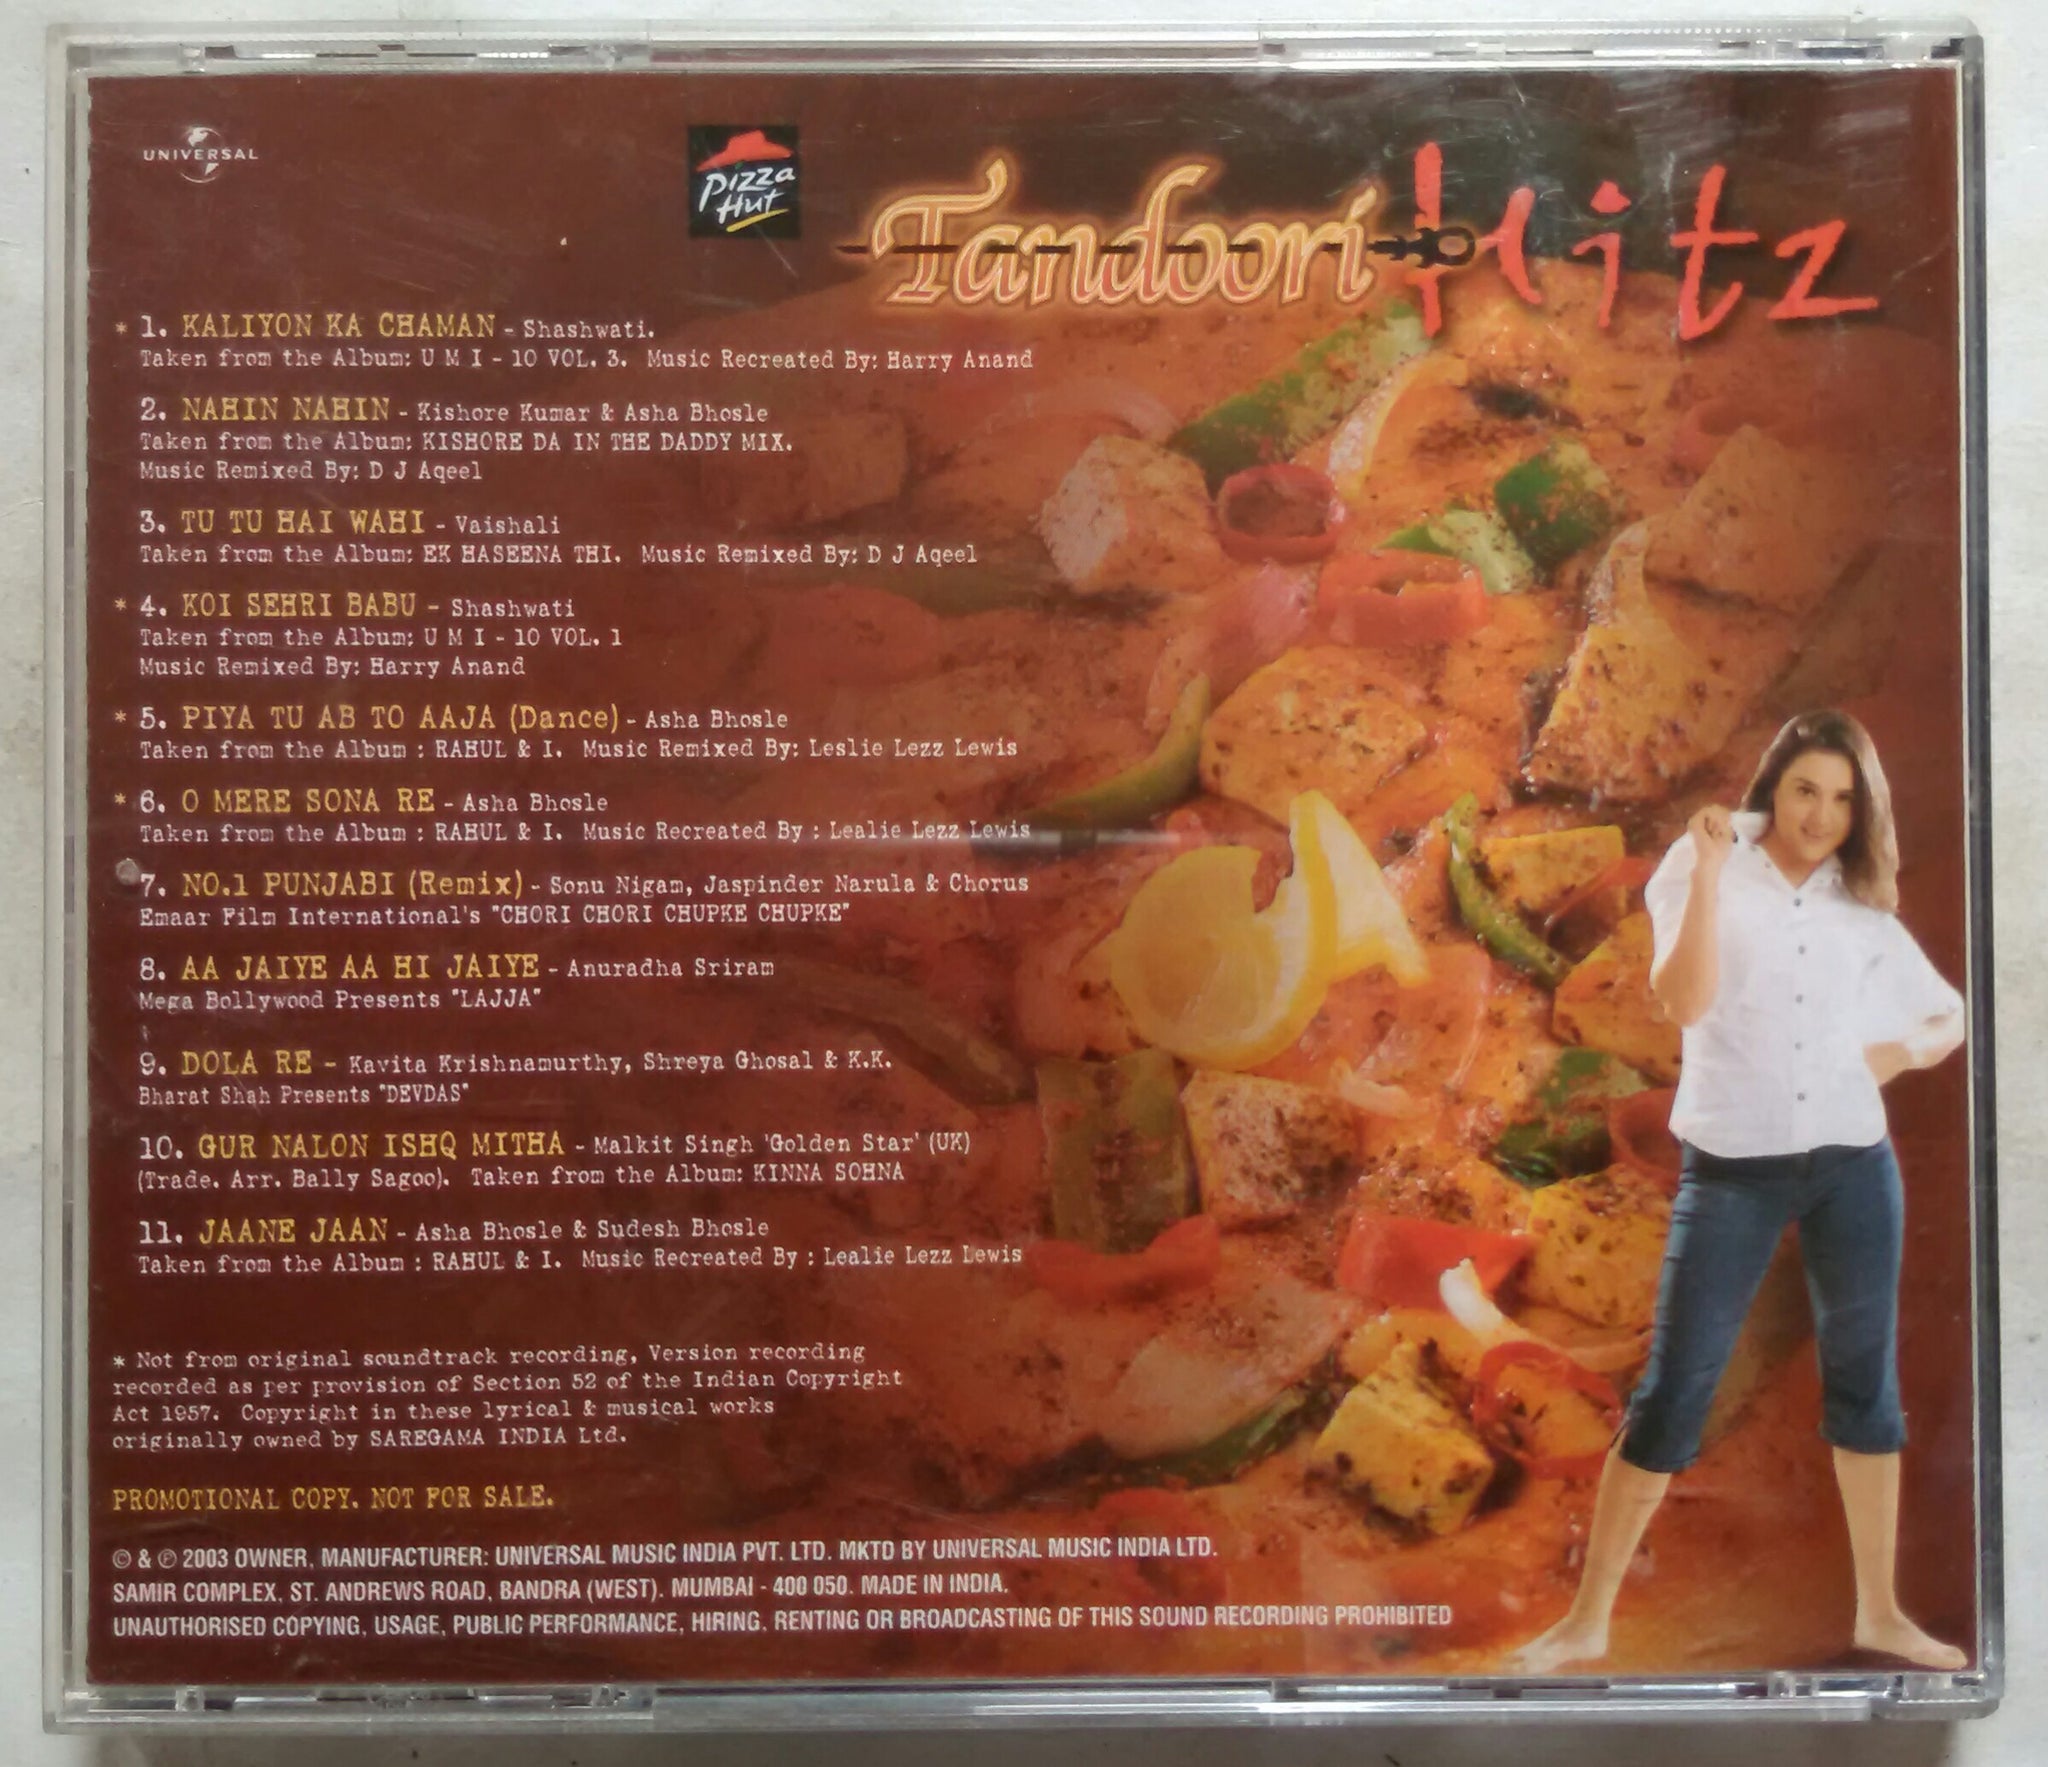 UNIVERSAL
Pizza
Hut
Tandoori Hitz
* 1. KALIYON KA CHAMAN - Shashwati.
Taken from the Album: U M I - 10 VOL. 3. Music Recreated By: Harry Anand
2. NAHIN NAHIN - Kishore Kumar & Asha Bhosle
Taken from the Album: KISHORE DA IN THE DADDY MIX.
Music Remixed By: D J Aqeel
3. TU TU HAI WAHI - Vaishali
Taken from the Album: EK HASEENA THI. Music Remixed By: D J Aqeel
* 4. KOI SEHRI BABU - Shashwati
Taken from the Album: U M I - 10 VOL. 1
Music Remixed By: Harry Anand
* 5. PIYA TU AB TO AAJA (Dance) - Asha Bhosle
Taken from the Album : RAHUL & I. Music Remixed By: Leslie Lezz Lewis
* 6. O MERE SONA RE - Asha Bhosle
Taken from the Album : RAHUL & I. Music Recreated By : Lealie Lezz Lewis
7. NO.1 PUNJABI (Remix) - Sonu Nigam, Jaspinder Narula & Chorus
Emaar Film International's "CHORI CHORI CHUPKE CHUPKE"
8. AA JAIYE AA HI JAIYE - Anuradha Sriram
Mega Bollywood Presents "LAJJA"
9. DOLA RE - Kavita Krishnamurthy, Shreya Ghosal & K.K.
Bharat Shah Presents "DEVDAS"
10. GUR NALON ISHQ MITHA - Malkit Singh 'Golden Star' (UK)
(Trade. Arr. Bally Sagoo). Taken from the Album: KINNA SOHNA
11. JAANE JAAN - Asha Bhosle & Sudesh Bhosle
Taken from the Album : RAHUL & I. Music Recreated By : Lealie Lezz Lewis
* Not from original soundtrack recording, Version recording
recorded as per provision of Section 52 of the Indian Copyright
Act 1957. Copyright in these lyrical & musical works
originally owned by SAREGAMA INDIA Ltd.
PROMOTIONAL COPY. NOT FOR SALE.
© & ℗ 2003 OWNER, MANUFACTURER: UNIVERSAL MUSIC INDIA PVT. LTD. MKTD BY UNIVERSAL MUSIC INDIA LTD.
SAMIR COMPLEX, ST. ANDREWS ROAD, BANDRA (WEST). MUMBAI - 400 050. MADE IN INDIA.
UNAUTHORISED COPYING, USAGE, PUBLIC PERFORMANCE, HIRING, RENTING OR BROADCASTING OF THIS SOUND RECORDING PROHIBITED